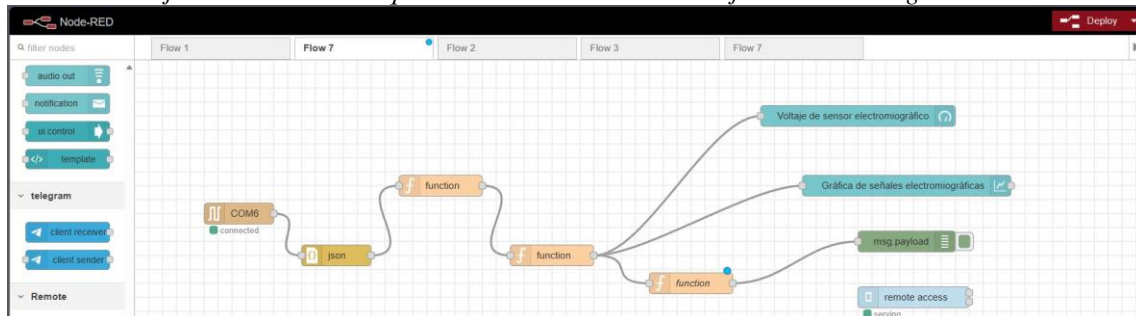 Node-RED
Deploy
filter nodes
Flow 1
Flow 7
Flow 2
Flow 3
Flow 7
audio out
notification
ui control
template
telegram
client receiver
client sender
Remote
COM6
connected
json
function
function
function
Voltaje de sensor electromiográfico
Gráfica de señales electromiográficas
msg.payload
remote access
serving